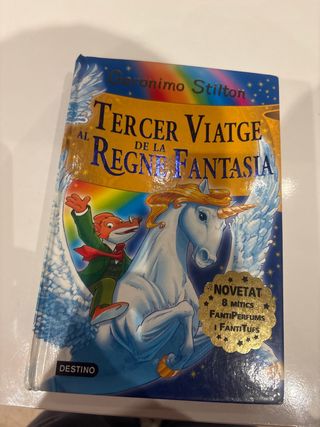 Geronimo Stilton
TERCER VIATGE
AL REGNE DE LA FANTASIA
NOVETAT
8 MÍTICS
FANTIPERFUMS
I FANTITUFS
DESTINO